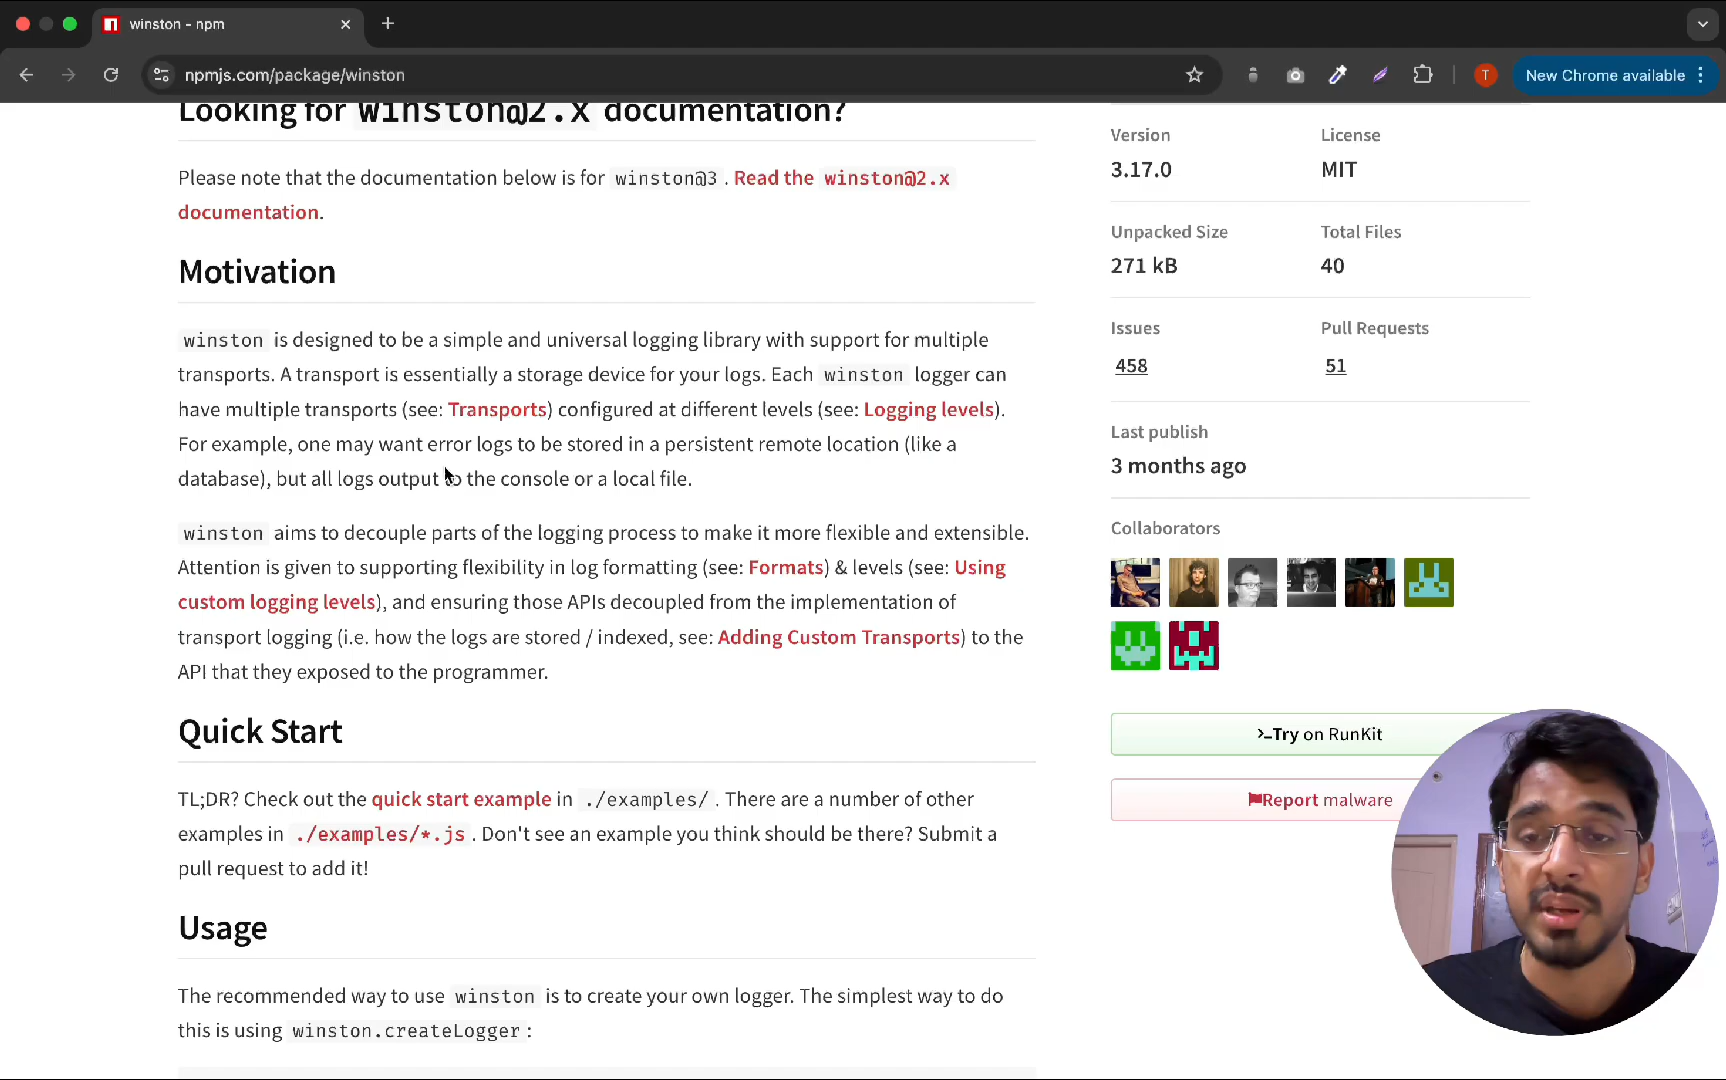 winston - npm
npmjs.com/package/winston
T
New Chrome available
Looking for winston@2.x documentation?
Please note that the documentation below is for winston@3. Read the winston@2.x
documentation.
Motivation
winston is designed to be a simple and universal logging library with support for multiple
transports. A transport is essentially a storage device for your logs. Each winston logger can
have multiple transports (see: Transports) configured at different levels (see: Logging levels).
For example, one may want error logs to be stored in a persistent remote location (like a
database), but all logs output to the console or a local file.
winston aims to decouple parts of the logging process to make it more flexible and extensible.
Attention is given to supporting flexibility in log formatting (see: Formats) & levels (see: Using
custom logging levels), and ensuring those APIs decoupled from the implementation of
transport logging (i.e. how the logs are stored / indexed, see: Adding Custom Transports) to the
API that they exposed to the programmer.
Quick Start
TL;DR? Check out the quick start example in ./examples/. There are a number of other
examples in ./examples/*.js. Don't see an example you think should be there? Submit a
pull request to add it!
Usage
The recommended way to use winston is to create your own logger. The simplest way to do
this is using winston.createLogger:
Version
License
3.17.0
MIT
Unpacked Size
Total Files
271 kB
40
Issues
Pull Requests
458
51
Last publish
3 months ago
Collaborators
>_Try on RunKit
Report malware